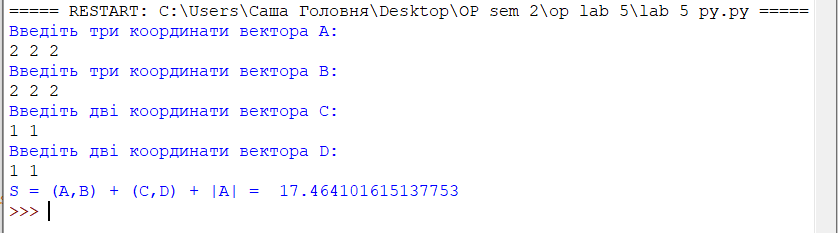 ===== RESTART: C:\Users\Саша Головня\Desktop\OP sem 2\op lab 5\lab 5 py.py =====
Введіть три координати вектора A:
2 2 2
Введіть три координати вектора B:
2 2 2
Введіть дві координати вектора C:
1 1
Введіть дві координати вектора D:
1 1
S = (A,B) + (C,D) + |A| =  17.464101615137753
>>>